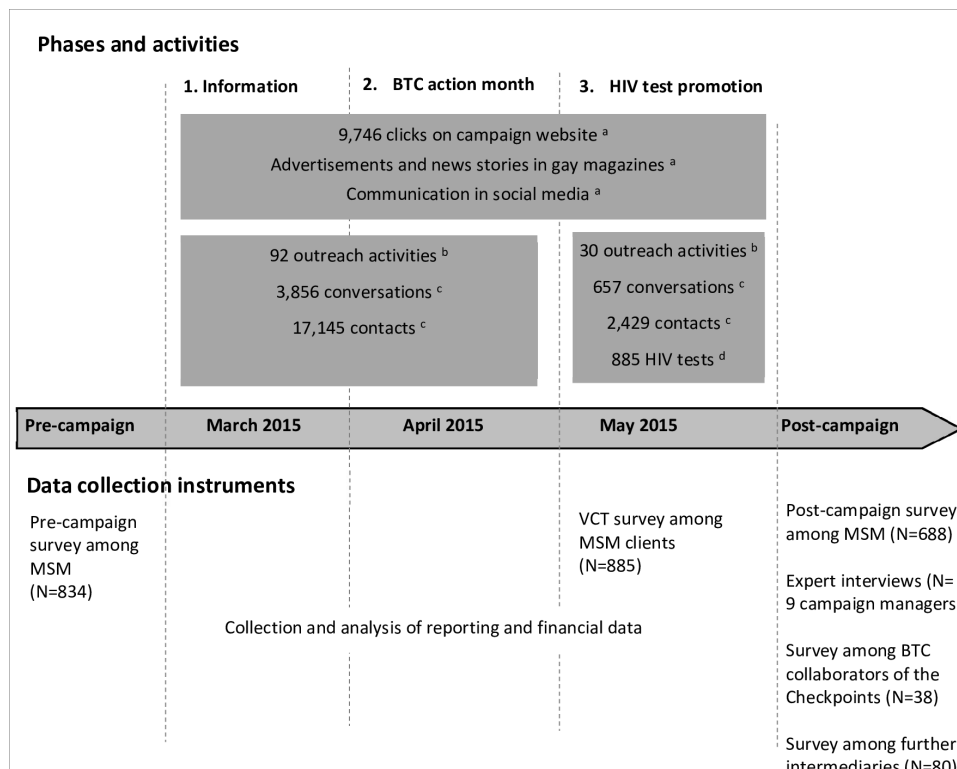 Phases and activities
1. Information
2. BTC action month
3. HIV test promotion
9,746 clicks on campaign website a
Advertisements and news stories in gay magazines a
Communication in social media a
92 outreach activities b
3,856 conversations c
17,145 contacts c
30 outreach activities b
657 conversations c
2,429 contacts c
885 HIV tests d
Pre-campaign
March 2015
April 2015
May 2015
Post-campaign
Data collection instruments
Pre-campaign
survey among
MSM
(N=834)
VCT survey among
MSM clients
(N=885)
Collection and analysis of reporting and financial data
Post-campaign survey
among MSM (N=688)
Expert interviews (N=
9 campaign managers
Survey among BTC
collaborators of the
Checkpoints (N=38)
Survey among further
intermediaries (N=80)